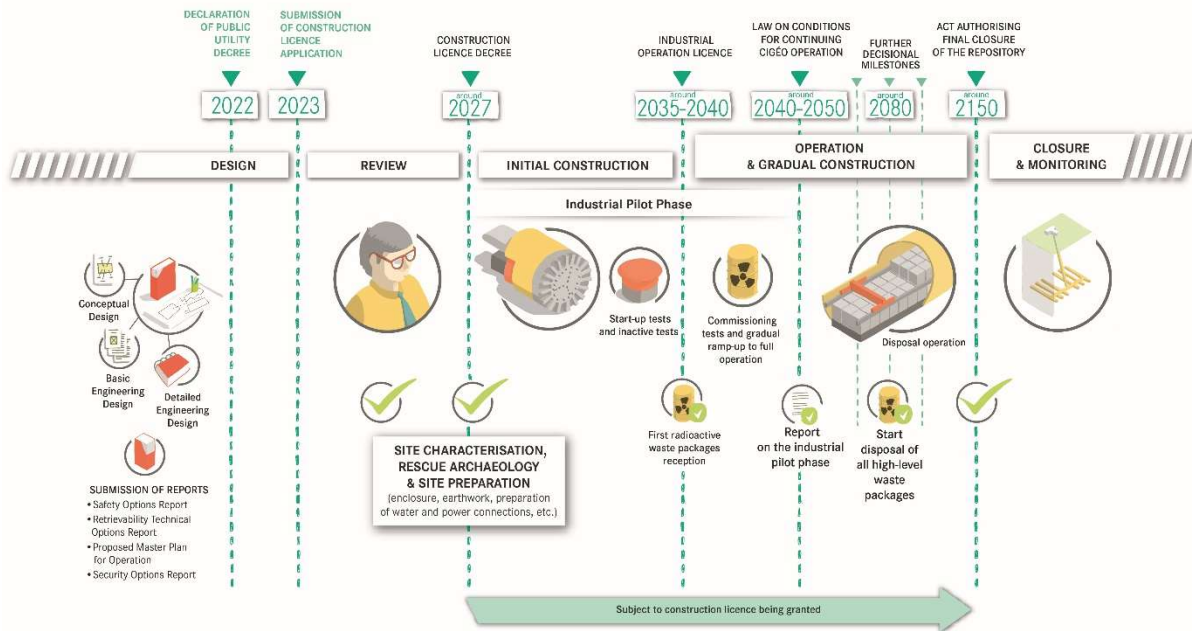 DECLARATION
OF PUBLIC
UTILITY
DECREE
2022
SUBMISSION
OF CONSTRUCTION
LICENCE
APPLICATION
2023
CONSTRUCTION
LICENCE DECREE
around
2027
INDUSTRIAL
OPERATION LICENCE
around
2035-2040
LAW ON CONDITIONS
FOR CONTINUING
CIGÉO OPERATION
around
2040-2050
FURTHER
DECISIONAL
MILESTONES
around
2080
ACT AUTHORISING
FINAL CLOSURE
OF THE REPOSITORY
around
2150
DESIGN
REVIEW
INITIAL CONSTRUCTION
OPERATION
& GRADUAL CONSTRUCTION
CLOSURE
& MONITORING
Industrial Pilot Phase
Conceptual
Design
Basic
Engineering
Design
Detailed
Engineering
Design
Start-up tests
and inactive tests
Commissioning
tests and gradual
ramp-up to full
operation
Disposal operation
SUBMISSION OF REPORTS
• Safety Options Report
• Retrievability Technical
Options Report
• Proposed Master Plan
for Operation
• Security Options Report
SITE CHARACTERISATION,
RESCUE ARCHAEOLOGY
& SITE PREPARATION
(enclosure, earthwork, preparation
of water and power connections, etc.)
First radioactive
waste packages
reception
Report
on the industrial
pilot phase
Start
disposal of
all high-level
waste
packages
Subject to construction licence being granted